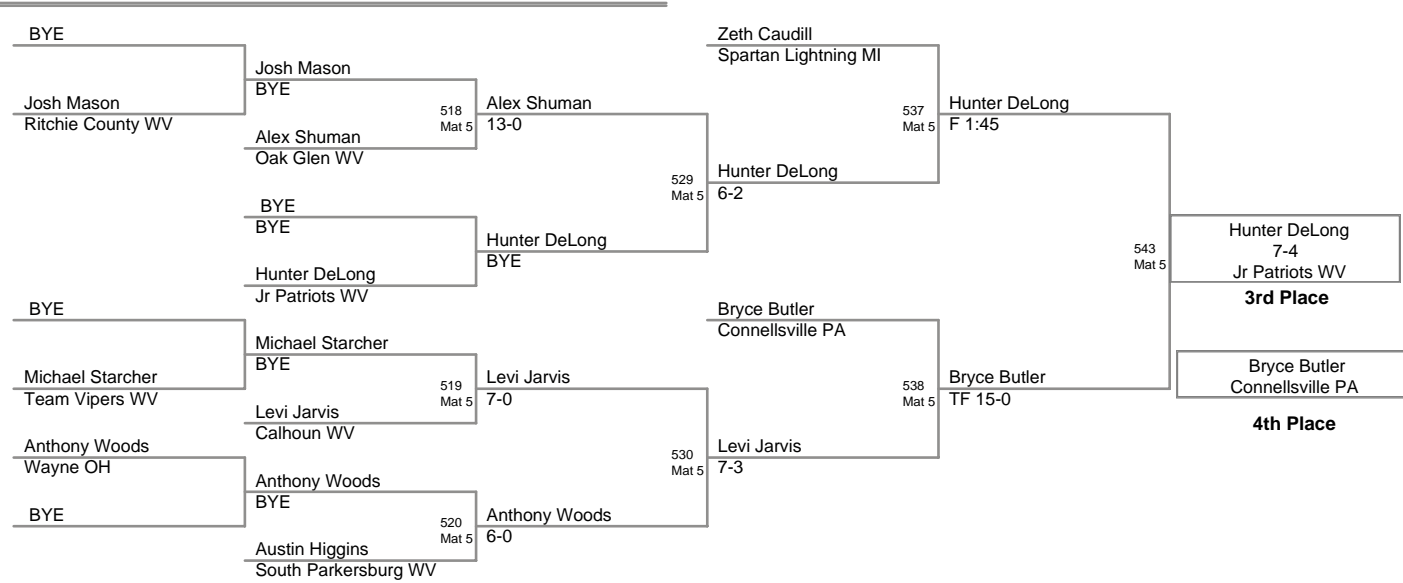 BYE
Josh Mason
Ritchie County WV
BYE
Michael Starcher
Team Vipers WV
Anthony Woods
Wayne OH
BYE
Josh Mason
BYE
Alex Shuman
Oak Glen WV
BYE
BYE
Hunter DeLong
Jr Patriots WV
Michael Starcher
BYE
Levi Jarvis
Calhoun WV
Anthony Woods
BYE
Austin Higgins
South Parkersburg WV
518
Mat 5
Alex Shuman
13-0
Hunter DeLong
BYE
519
Mat 5
Levi Jarvis
7-0
520
Mat 5
Anthony Woods
6-0
Zeth Caudill
Spartan Lightning MI
529
Mat 5
Hunter DeLong
6-2
Bryce Butler
Connellsville PA
530
Mat 5
Levi Jarvis
7-3
537
Mat 5
Hunter DeLong
F 1:45
538
Mat 5
Bryce Butler
TF 15-0
543
Mat 5
Hunter DeLong
7-4
Jr Patriots WV
3rd Place
Bryce Butler
Connellsville PA
4th Place